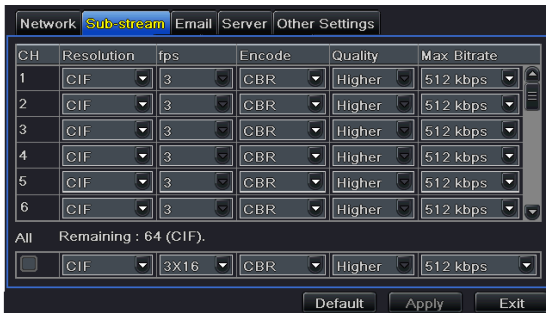 Network Sub-stream Email Server Other Settings
CH Resolution fps Encode Quality Max Bitrate
1 CIF 3 CBR Higher 512 kbps
2 CIF 3 CBR Higher 512 kbps
3 CIF 3 CBR Higher 512 kbps
4 CIF 3 CBR Higher 512 kbps
5 CIF 3 CBR Higher 512 kbps
6 CIF 3 CBR Higher 512 kbps
All Remaining : 64 (CIF).
CIF 3X16 CBR Higher 512 kbps
Default Apply Exit